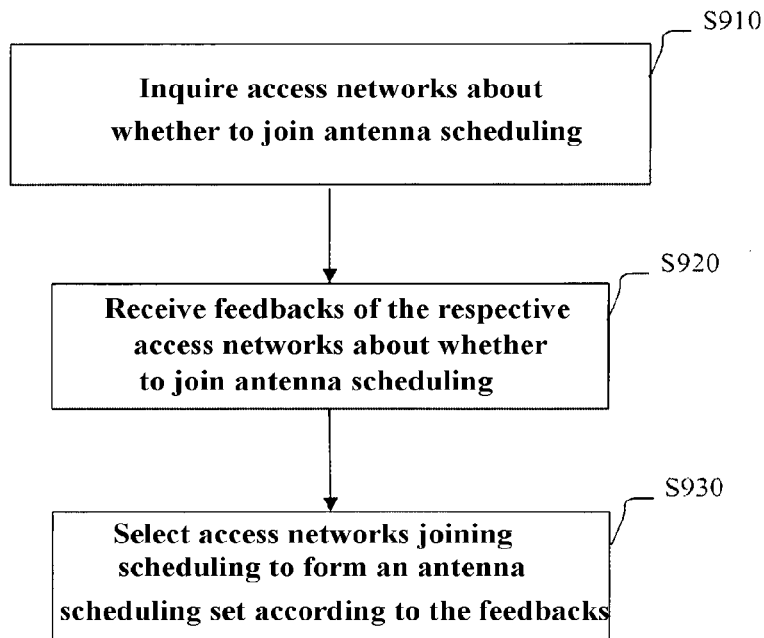 S910
Inquire access networks about
whether to join antenna scheduling
S920
Receive feedbacks of the respective
access networks about whether
to join antenna scheduling
S930
Select access networks joining
scheduling to form an antenna
scheduling set according to the feedbacks